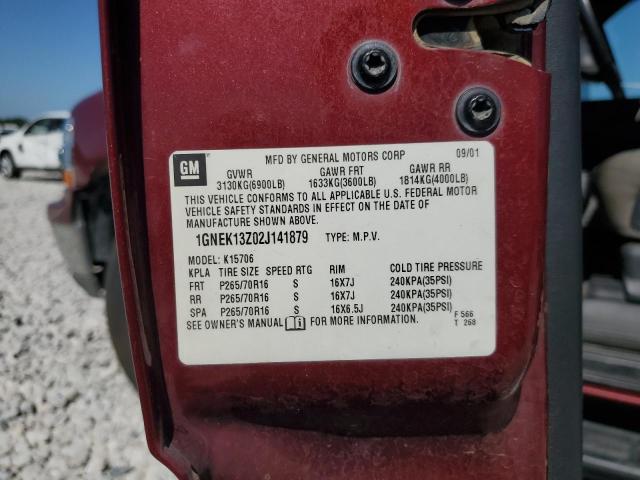 GM
MFD BY GENERAL MOTORS CORP 09/01
GVWR GAWR FRT GAWR RR
3130KG(6900LB) 1633KG(3600LB) 1814KG(4000LB)
THIS VEHICLE CONFORMS TO ALL APPLICABLE U.S. FEDERAL MOTOR
VEHICLE SAFETY STANDARDS IN EFFECT ON THE DATE OF
MANUFACTURE SHOWN ABOVE.
1GNEK13Z02J141879 TYPE: M.P.V.
MODEL: K15706
KPLA TIRE SIZE SPEED RTG RIM COLD TIRE PRESSURE
FRT P265/70R16 S 16X7J 240KPA(35PSI)
RR P265/70R16 S 16X7J 240KPA(35PSI)
SPA P265/70R16 S 16X6.5J 240KPA(35PSI)
SEE OWNER'S MANUAL FOR MORE INFORMATION.
F 566
T 268